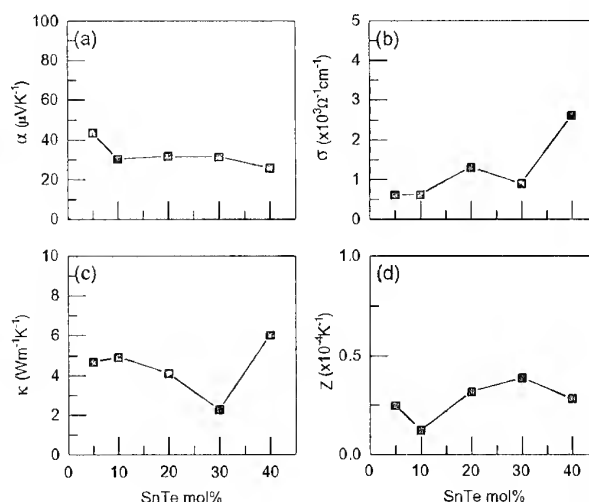 (a)
α (μVK⁻¹)
100
80
60
40
20
0
(b)
σ (x10³Ω⁻¹cm⁻¹)
5
4
3
2
1
0
(c)
κ (Wm⁻¹K⁻¹)
10
8
6
4
2
0
0 10 20 30 40
SnTe mol%
(d)
Z (x10⁻⁴K⁻¹)
1.0
0.5
0.0
0 10 20 30 40
SnTe mol%